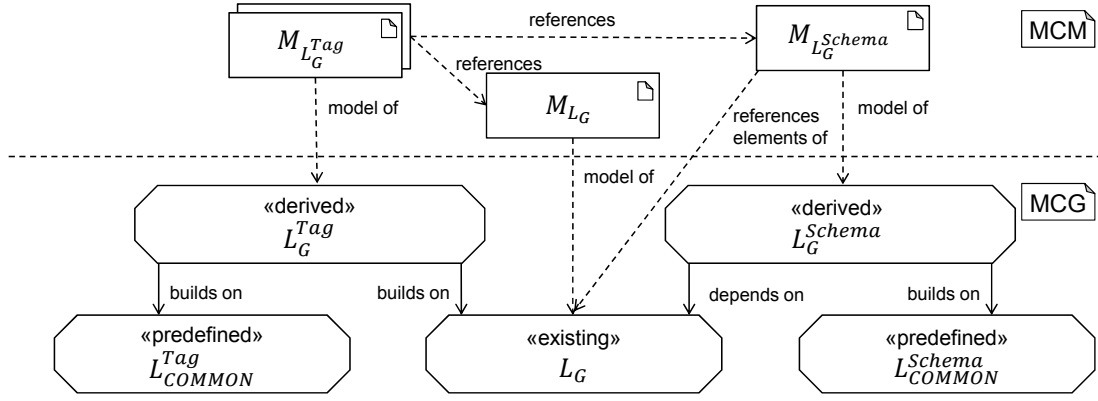 references
MCM
M_{L_G^{Tag}}
M_{L_G^{Schema}}
references
model of
M_{L_G}
references
elements of
model of
model of
MCG
«derived»
L_G^{Tag}
«derived»
L_G^{Schema}
builds on
builds on
depends on
builds on
«predefined»
L_{COMMON}^{Tag}
«existing»
L_G
«predefined»
L_{COMMON}^{Schema}